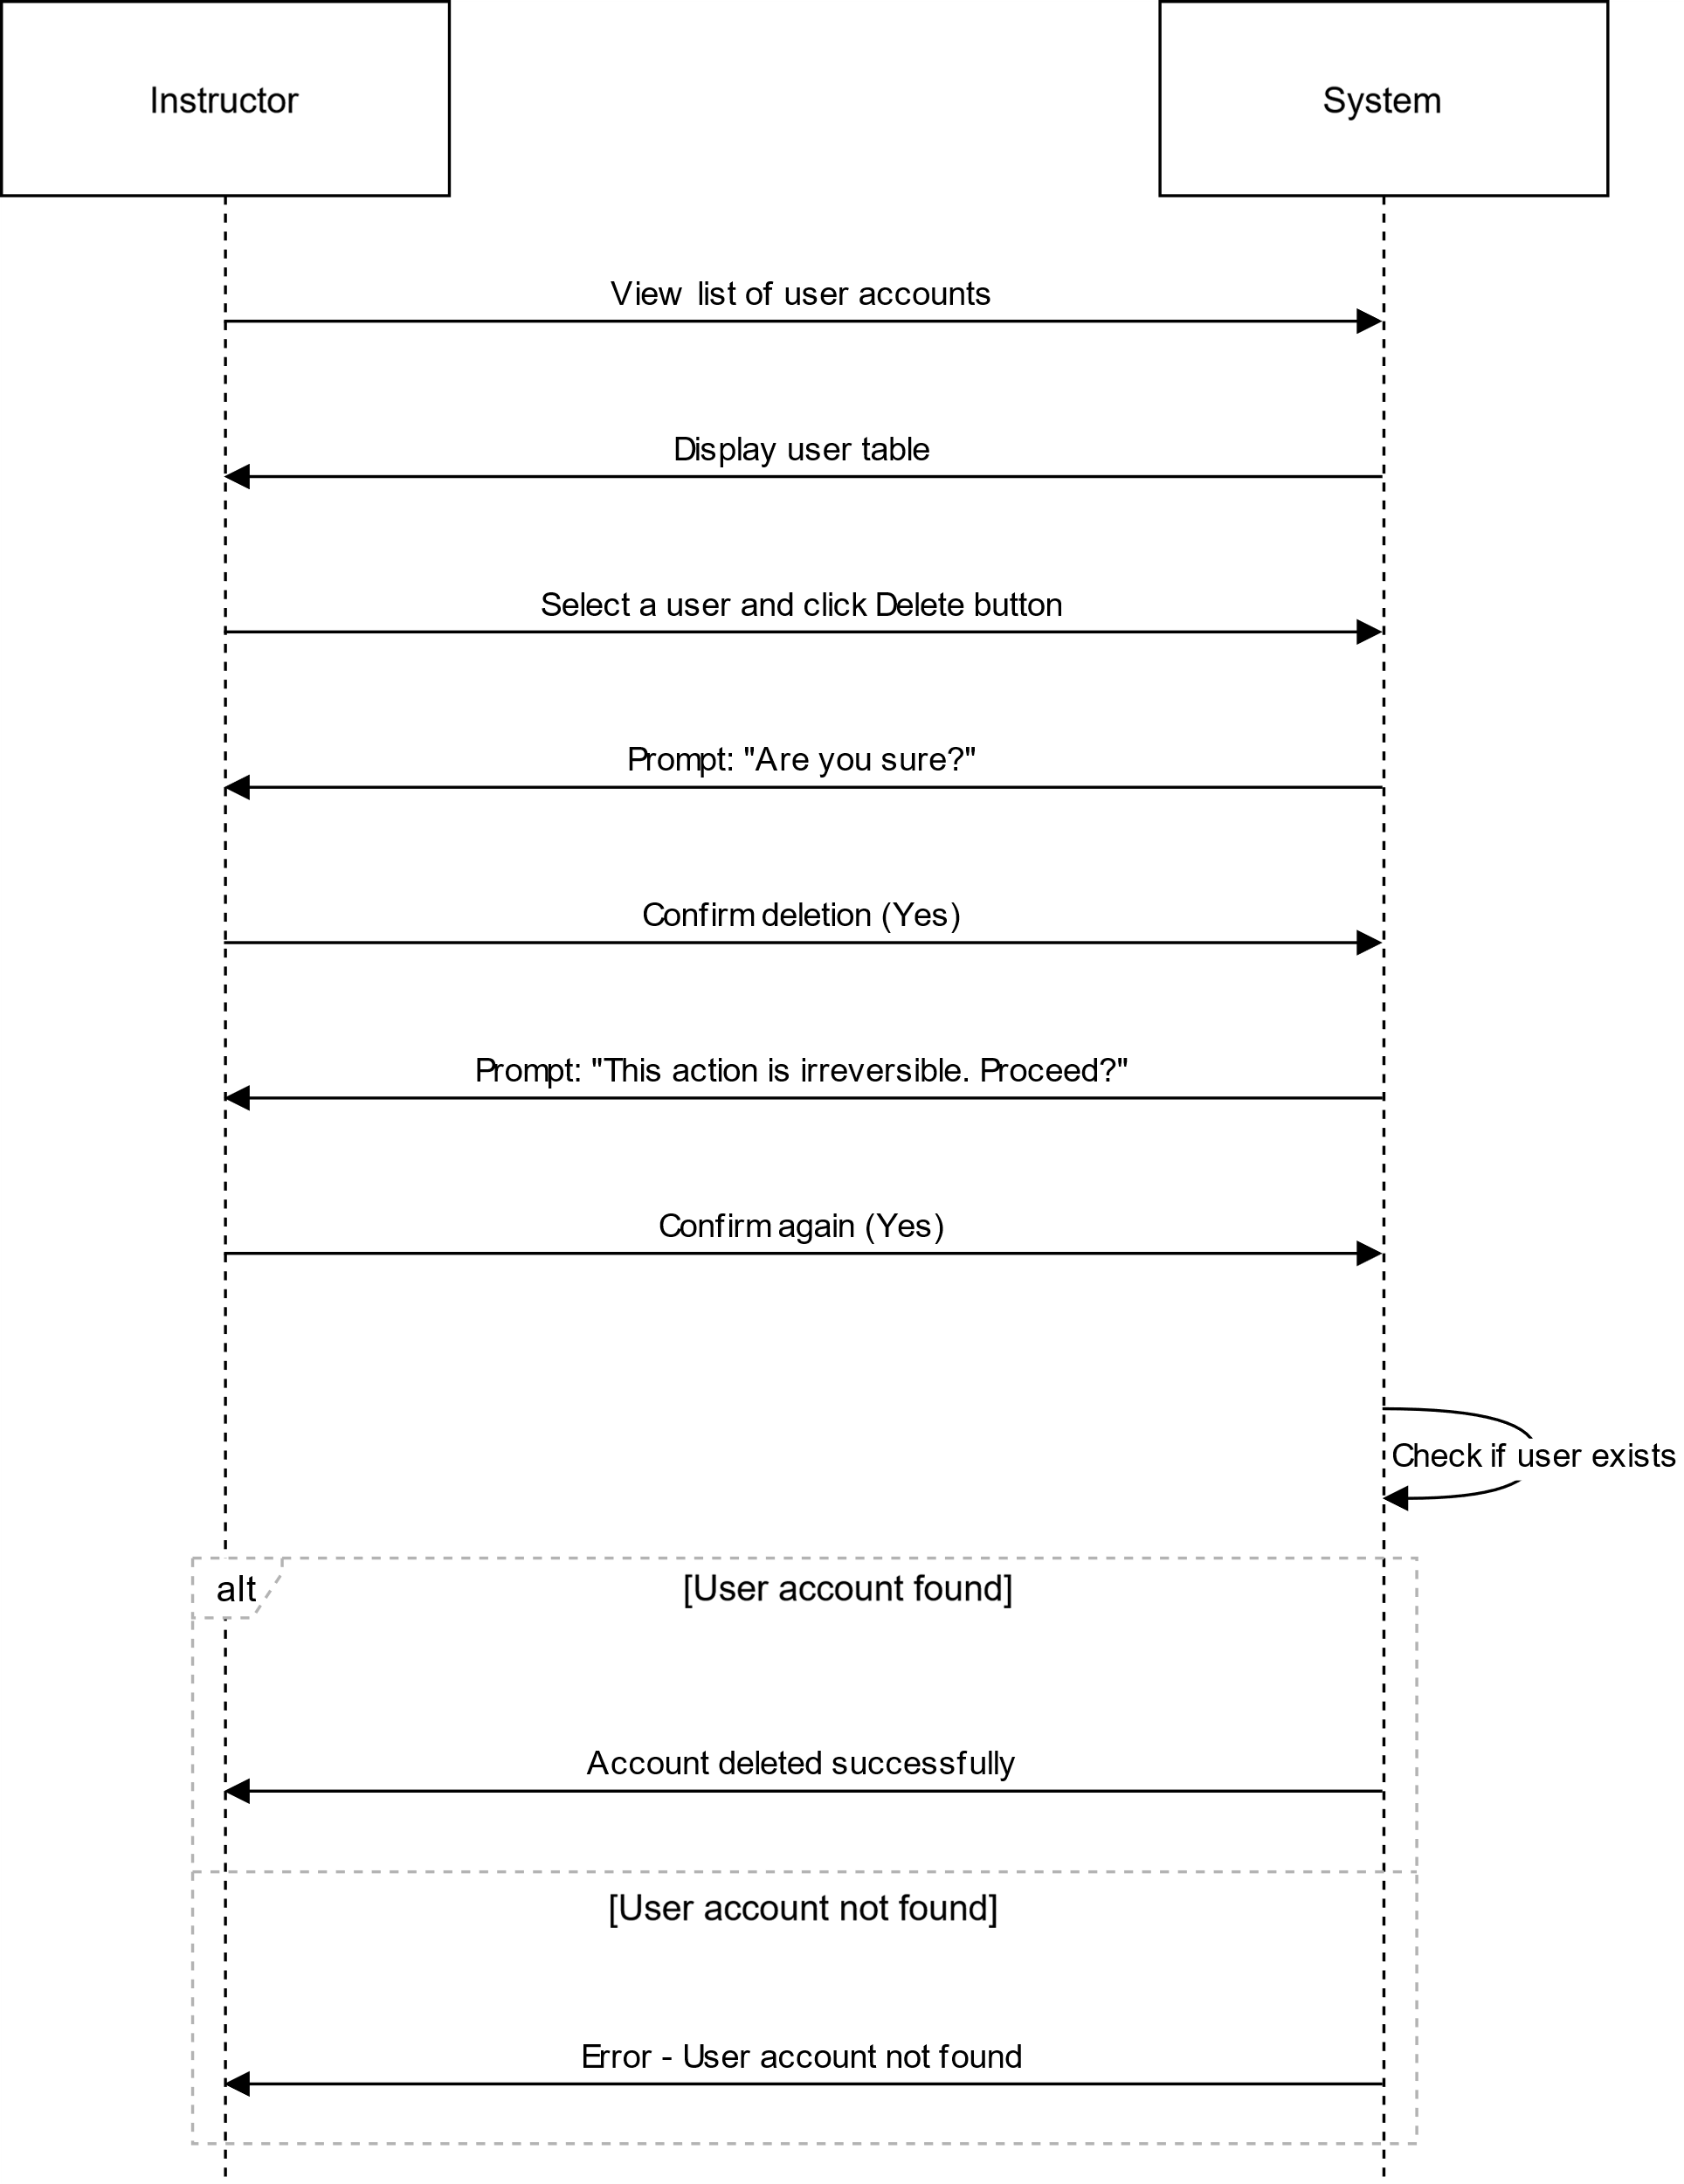 Instructor
System
View list of user accounts
Display user table
Select a user and click Delete button
Prompt: "Are you sure?"
Confirm deletion (Yes)
Prompt: "This action is irreversible. Proceed?"
Confirm again (Yes)
Check if user exists
alt
[User account found]
Account deleted successfully
[User account not found]
Error - User account not found